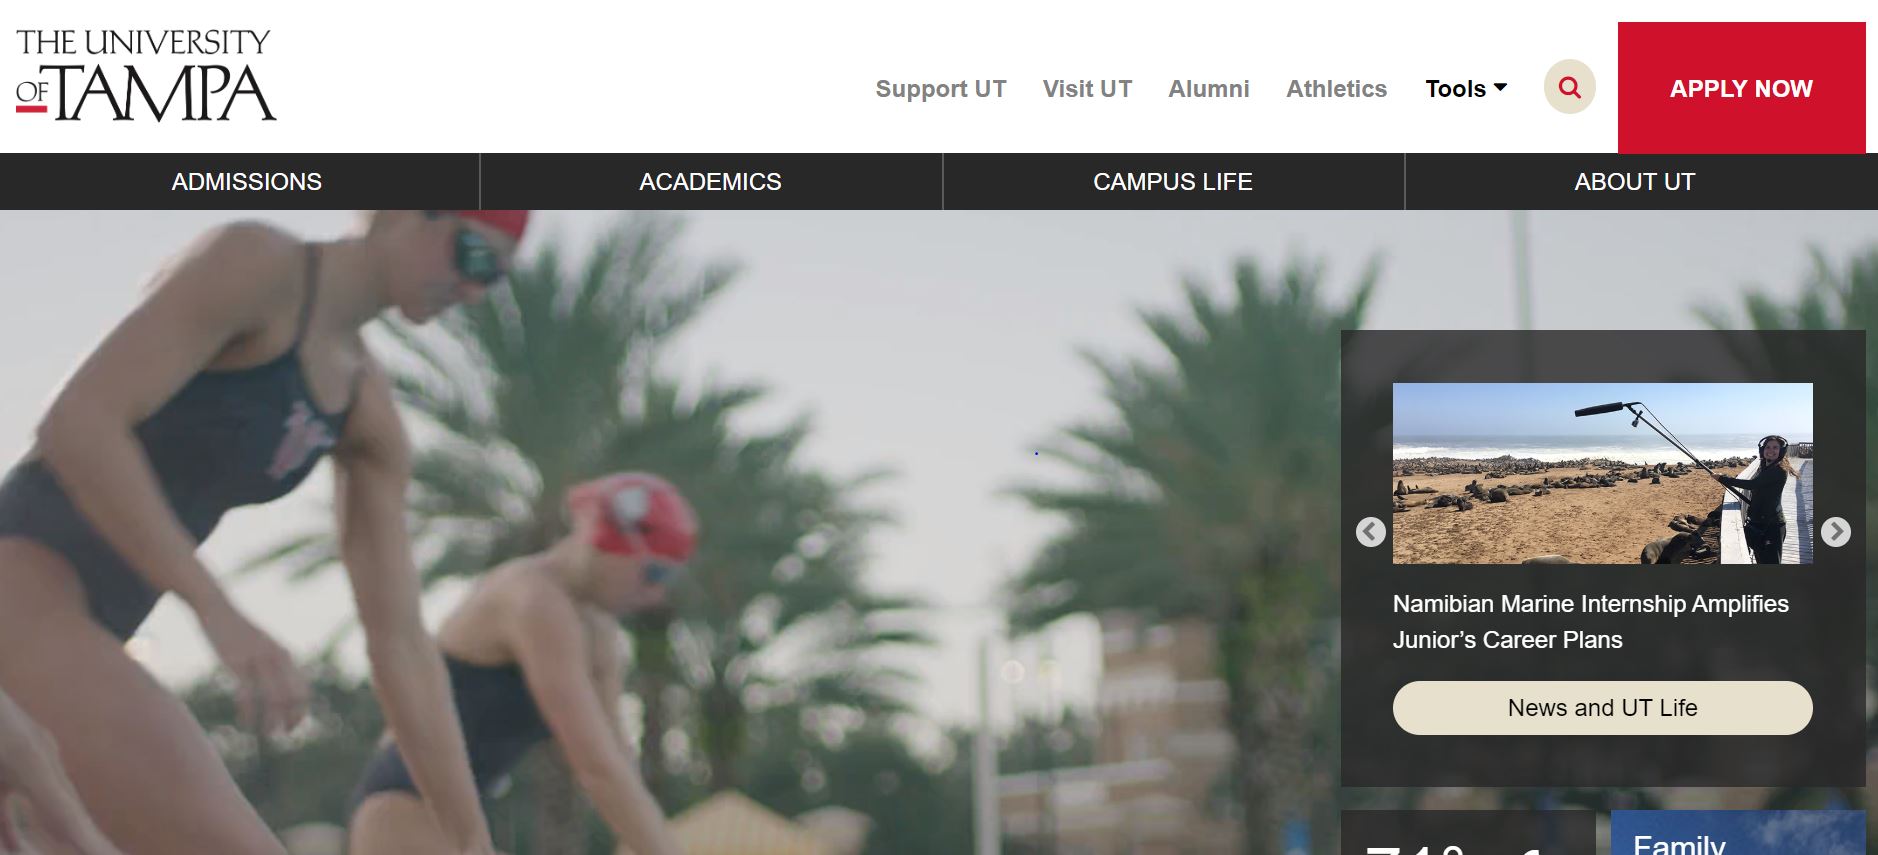 THE UNIVERSITY
OF TAMPA
Support UT Visit UT Alumni Athletics Tools
APPLY NOW
ADMISSIONS ACADEMICS CAMPUS LIFE ABOUT UT
Namibian Marine Internship Amplifies
Junior’s Career Plans
News and UT Life
Family